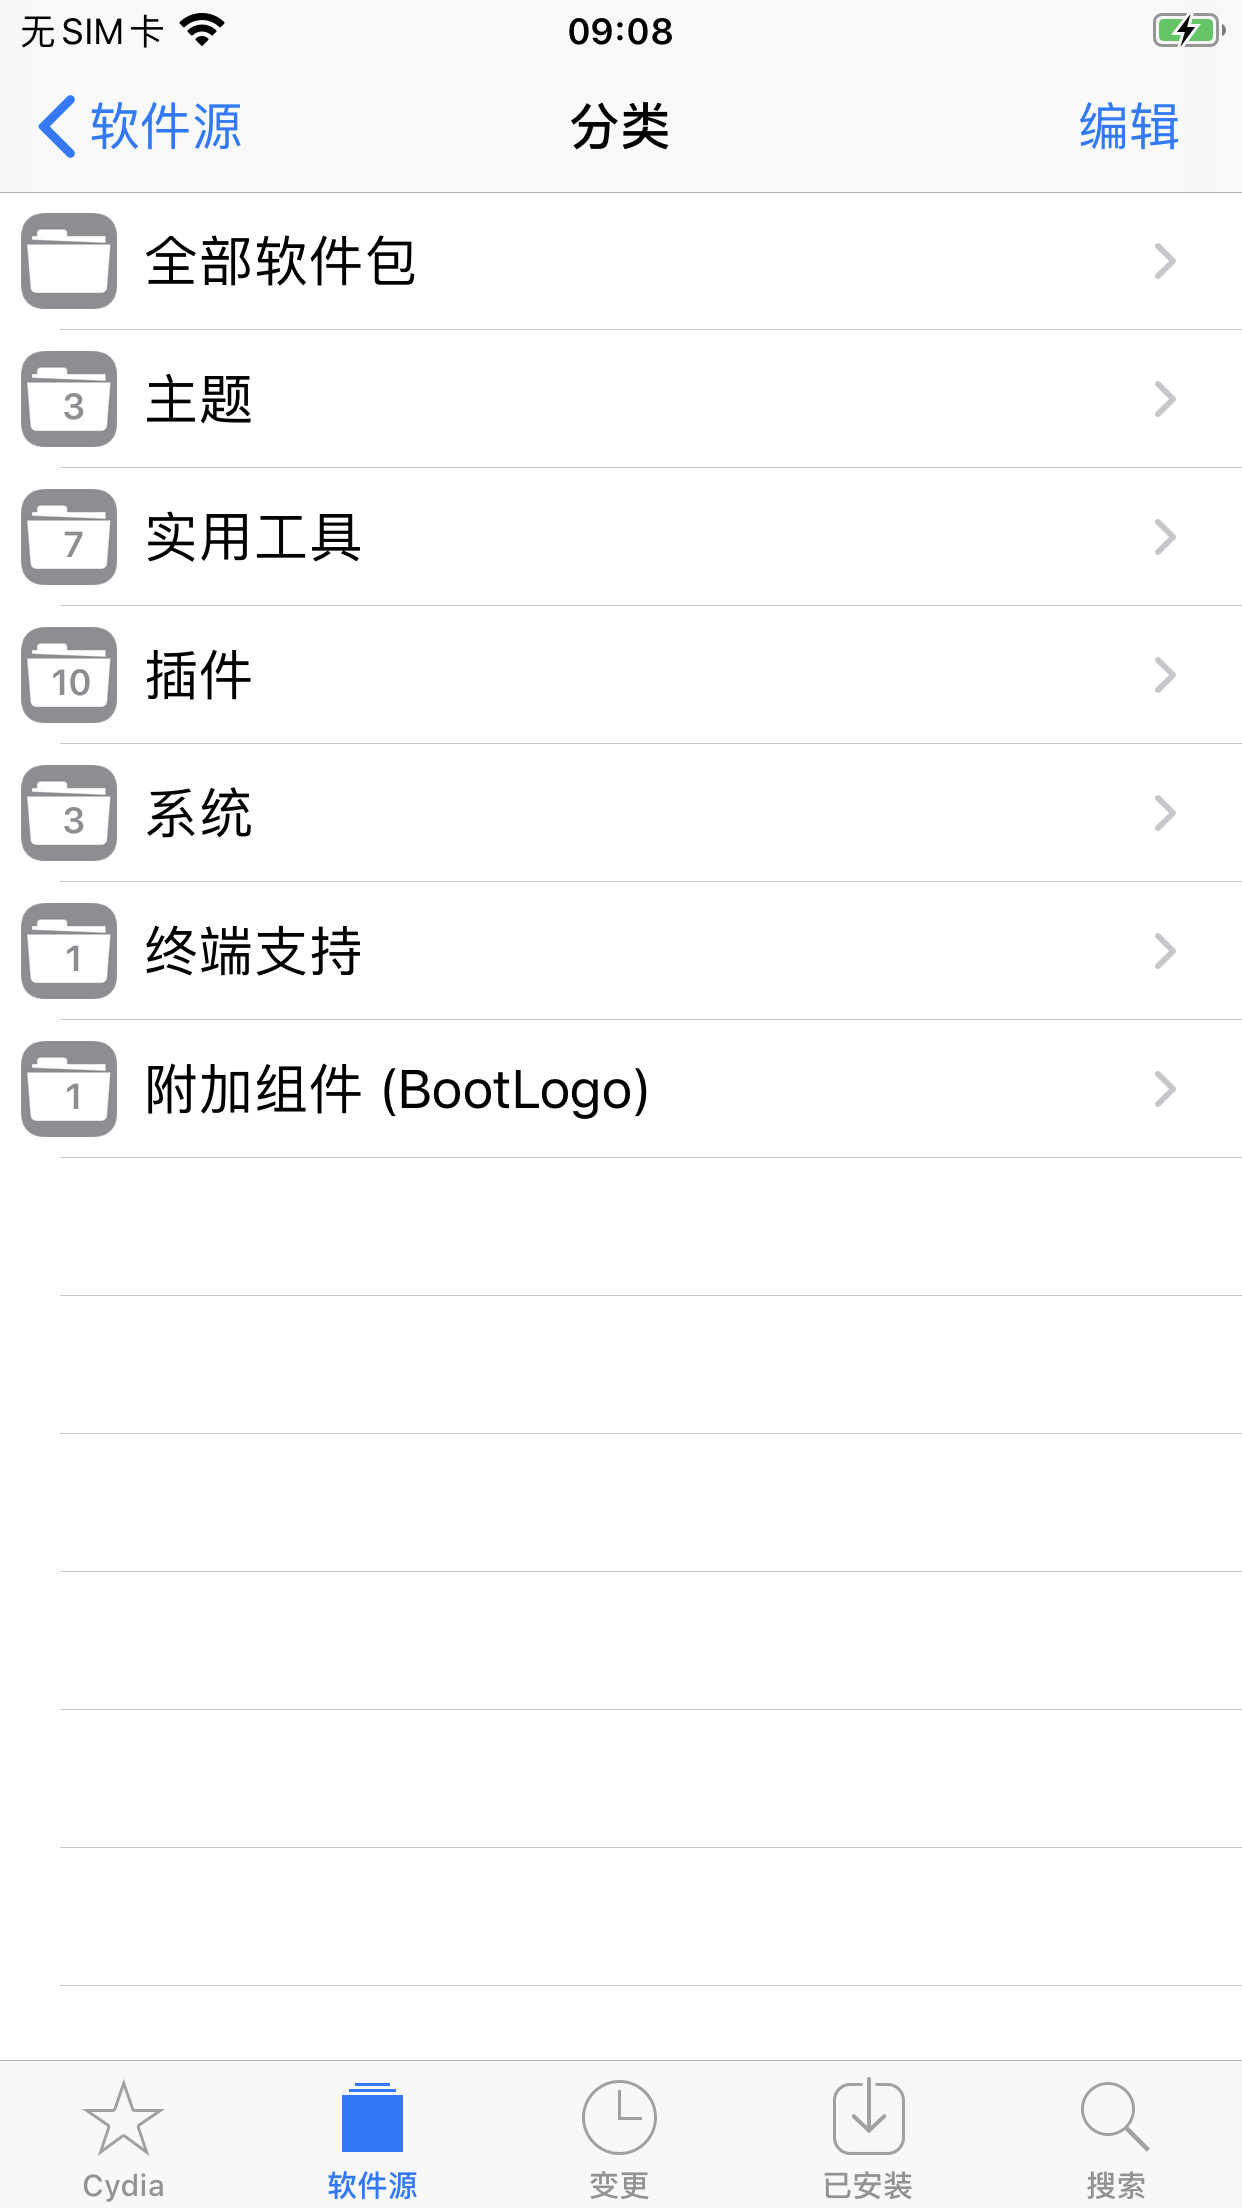 无 SIM 卡 09:08
软件源 分类 编辑
全部软件包
3 主题
7 实用工具
10 插件
3 系统
1 终端支持
1 附加组件 (BootLogo)
Cydia 软件源 变更 已安装 搜索